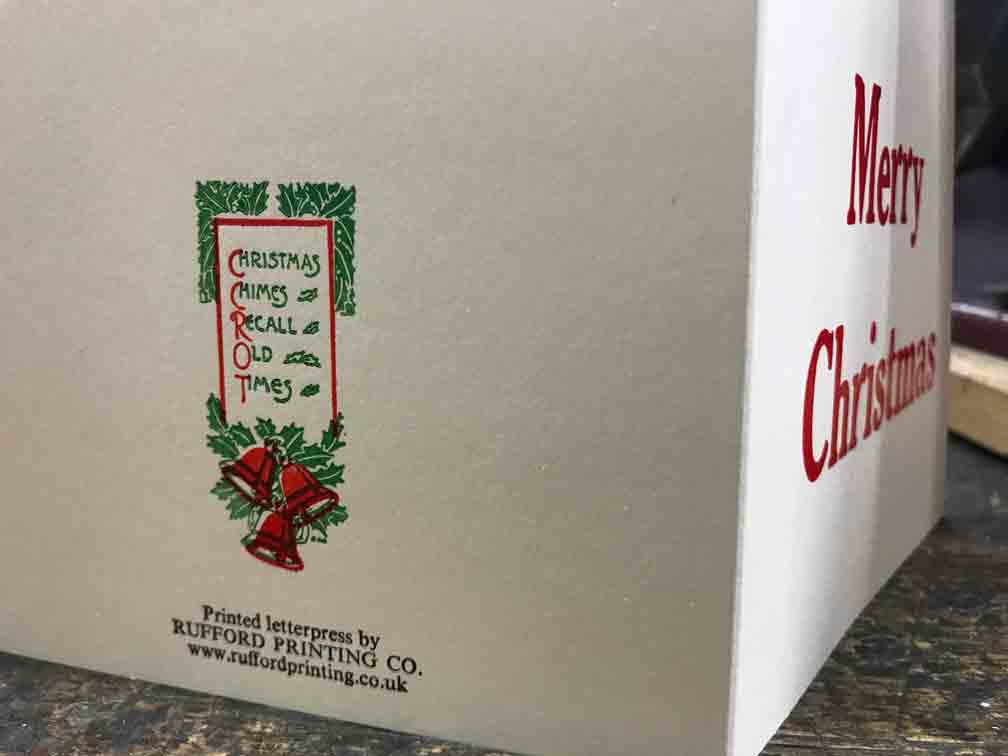 CHRISTMAS
CHIMES
RECALL
OLD
TIMES
Printed letterpress by
RUFFORD PRINTING CO.
www.ruffordprinting.co.uk
Merry
Christmas